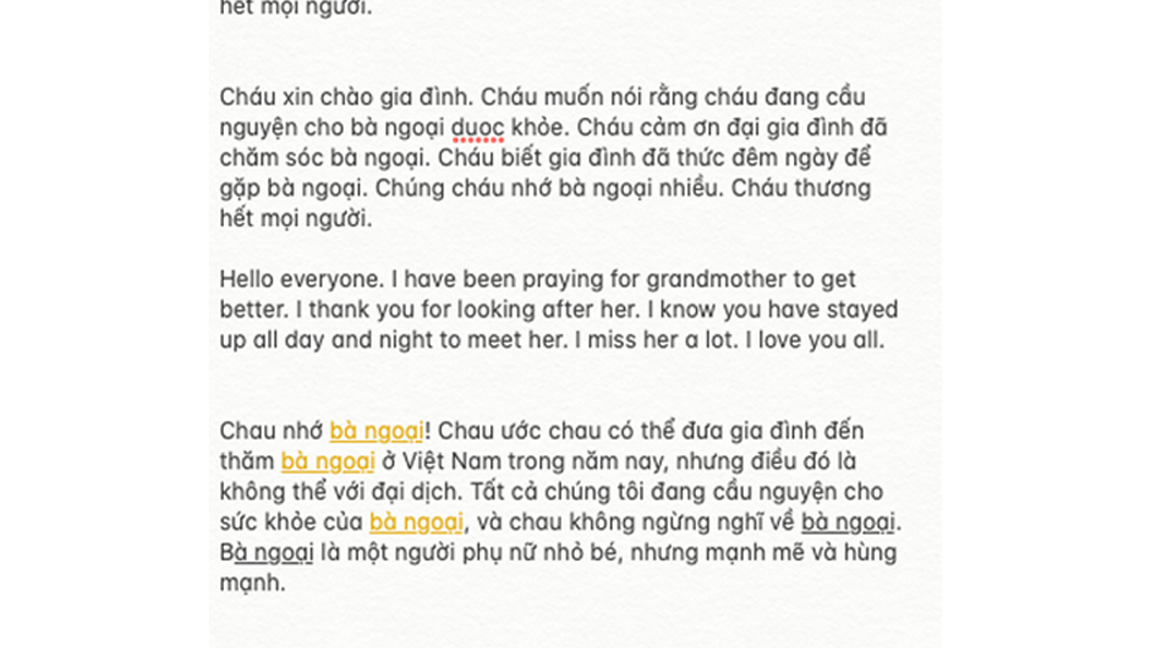 hết mọi người.
Cháu xin chào gia đình. Cháu muốn nói rằng cháu đang cầu
nguyện cho bà ngoại duoc khỏe. Cháu cảm ơn đại gia đình đã
chăm sóc bà ngoại. Cháu biết gia đình đã thức đêm ngày để
gặp bà ngoại. Chúng cháu nhớ bà ngoại nhiều. Cháu thương
hết mọi người.
Hello everyone. I have been praying for grandmother to get
better. I thank you for looking after her. I know you have stayed
up all day and night to meet her. I miss her a lot. I love you all.
Chau nhớ bà ngoại! Chau ước chau có thể đưa gia đình đến
thăm bà ngoại ở Việt Nam trong năm nay, nhưng điều đó là
không thể với đại dịch. Tất cả chúng tôi đang cầu nguyện cho
sức khỏe của bà ngoại, và chau không ngừng nghĩ về bà ngoại.
Bà ngoại là một người phụ nữ nhỏ bé, nhưng mạnh mẽ và hùng
mạnh.